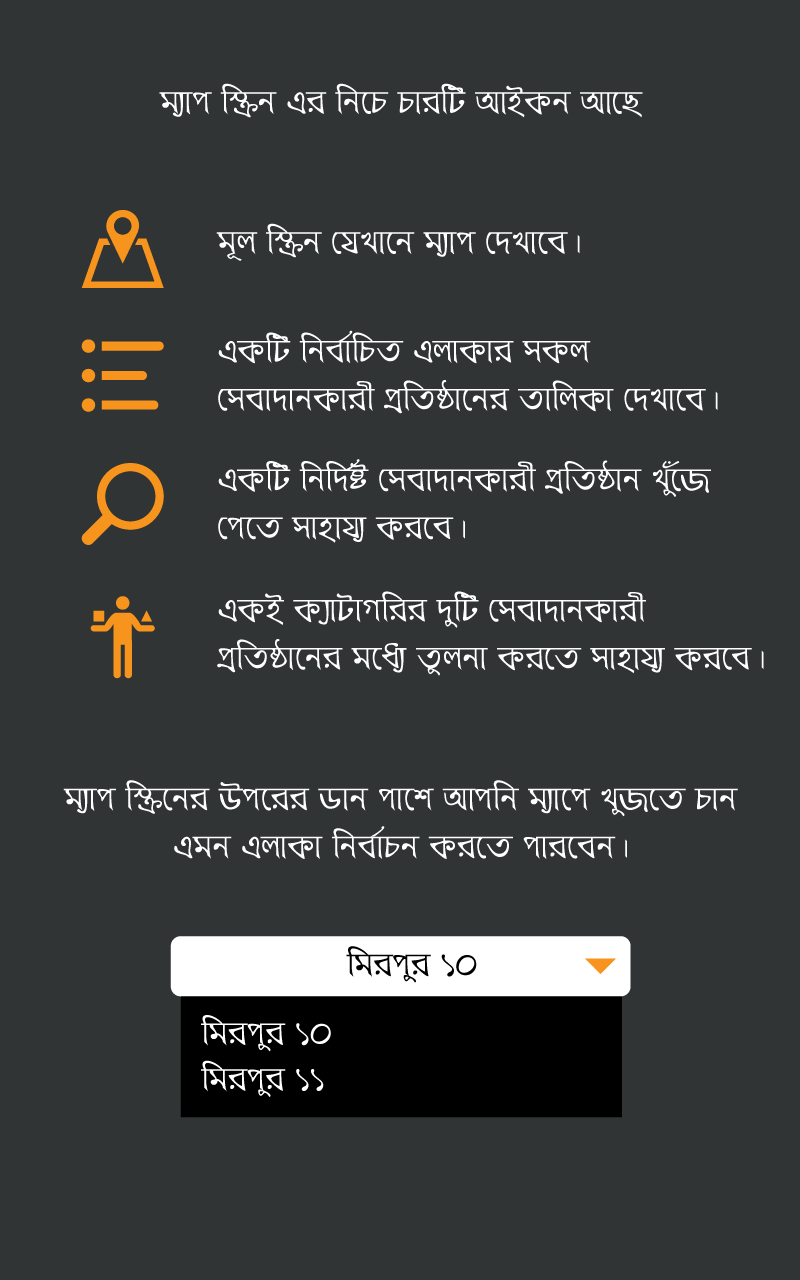 ম্যাপ স্ক্রিন এর নিচে চারটি আইকন আছে
মূল স্ক্রিন যেখানে ম্যাপ দেখাবে।
একটি নির্বাচিত এলাকার সকল
সেবাদানকারী প্রতিষ্ঠানের তালিকা দেখাবে।
একটি নির্দিষ্ট সেবাদানকারী প্রতিষ্ঠান খুঁজে
পেতে সাহায্য করবে।
একই ক্যাটাগরির দুটি সেবাদানকারী
প্রতিষ্ঠানের মধ্যে তুলনা করতে সাহায্য করবে।
ম্যাপ স্ক্রিনের উপরের ডান পাশে আপনি ম্যাপে খুজতে চান
এমন এলাকা নির্বাচন করতে পারবেন।
মিরপুর ১০
মিরপুর ১০
মিরপুর ১১